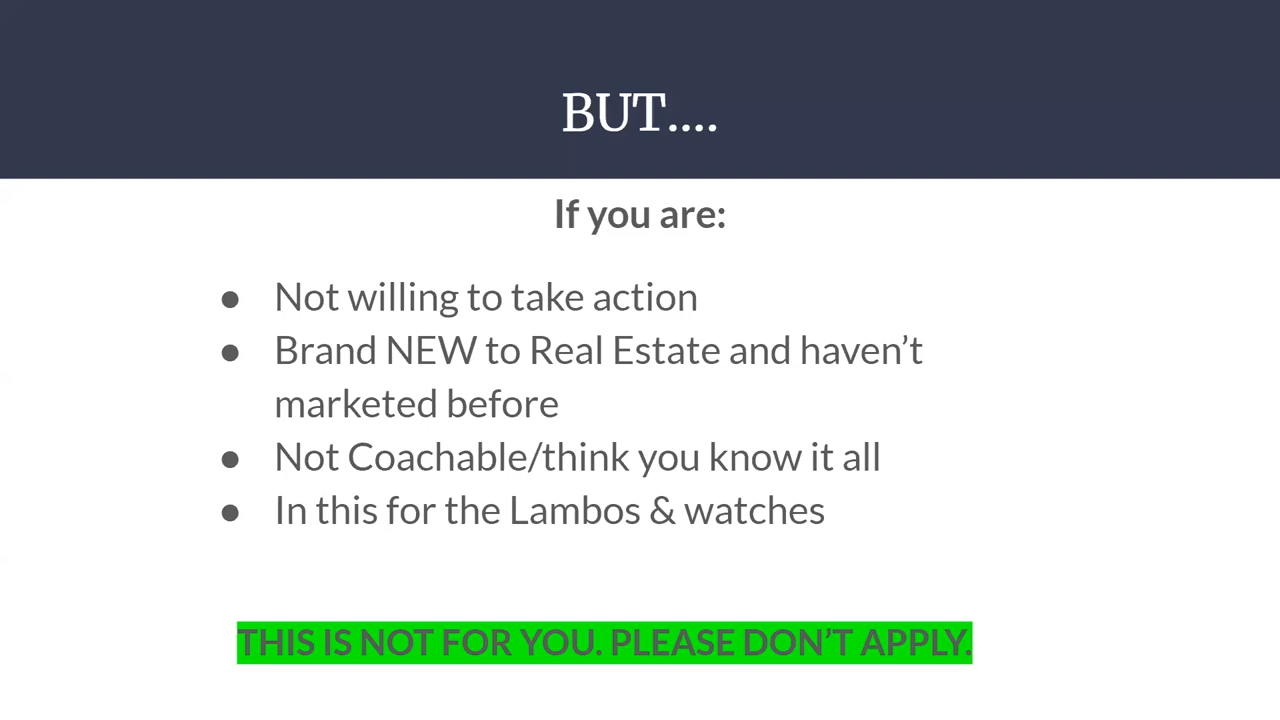 BUT....
If you are:
● Not willing to take action
● Brand NEW to Real Estate and haven’t
marketed before
● Not Coachable/think you know it all
● In this for the Lambos & watches
THIS IS NOT FOR YOU. PLEASE DON’T APPLY.